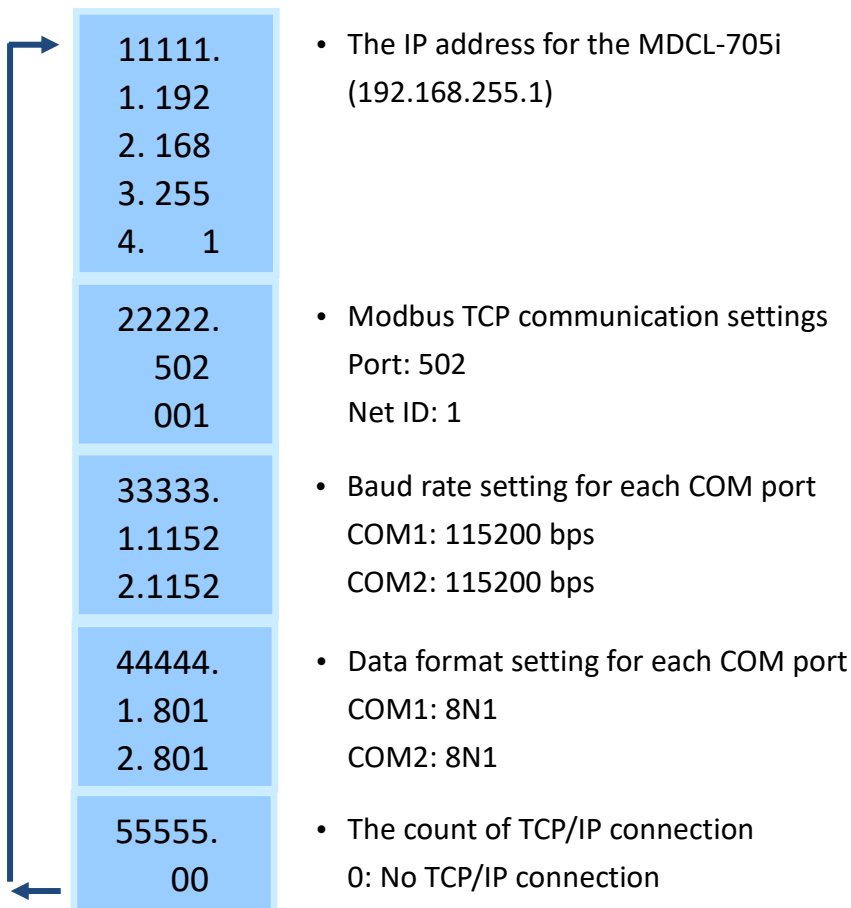 11111.
1. 192
2. 168
3. 255
4. 1
• The IP address for the MDCL-705i
(192.168.255.1)
22222.
502
001
• Modbus TCP communication settings
Port: 502
Net ID: 1
33333.
1.1152
2.1152
• Baud rate setting for each COM port
COM1: 115200 bps
COM2: 115200 bps
44444.
1. 801
2. 801
• Data format setting for each COM port
COM1: 8N1
COM2: 8N1
55555.
00
• The count of TCP/IP connection
0: No TCP/IP connection